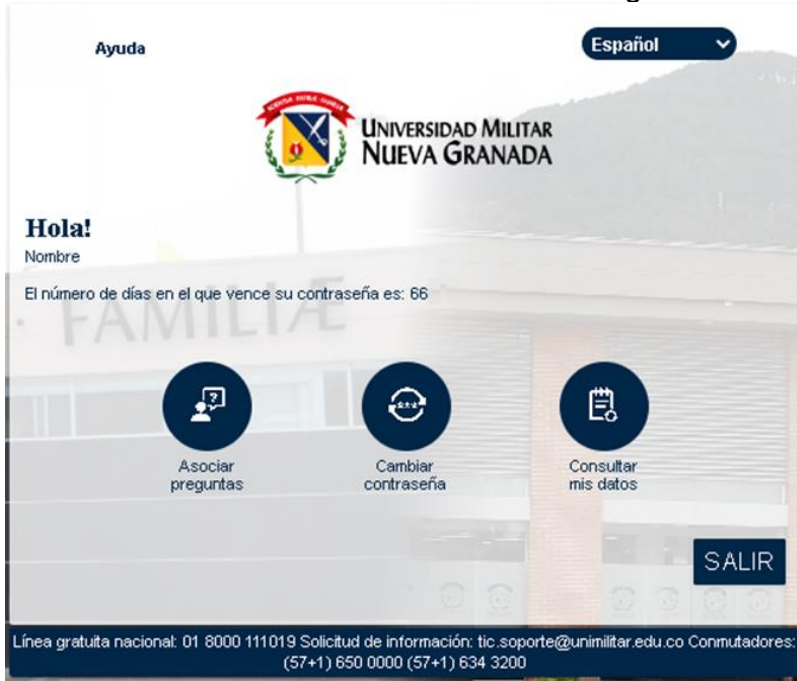 Ayuda
Español
UNIVERSIDAD MILITAR
NUEVA GRANADA
Hola!
Nombre
El número de días en el que vence su contraseña es: 66
FAMILIÆ
Asociar
preguntas
Cambiar
contraseña
Consultar
mis datos
SALIR
Línea gratuita nacional: 01 8000 111019 Solicitud de información: tic.soporte@unimilitar.edu.co Conmutadores:
(57+1) 650 0000 (57+1) 634 3200